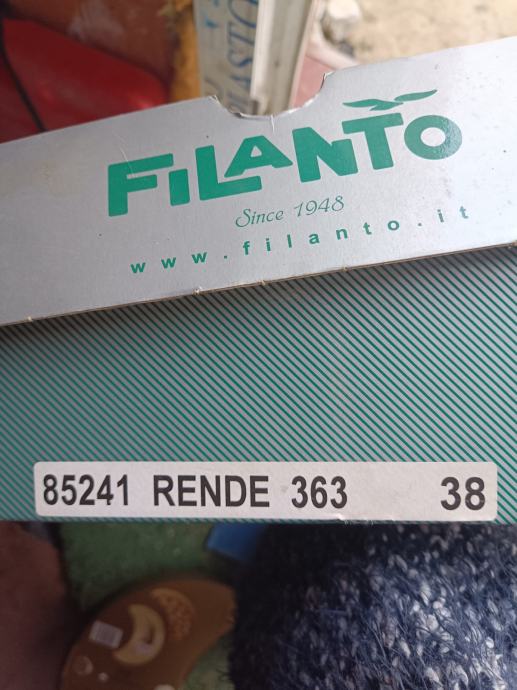 FILANTO
Since 1948
www.filanto.it
85241 RENDE 363 38